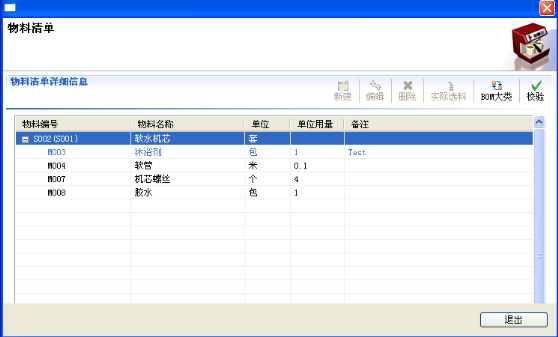 物料清单
物料清单详细信息
新建 编辑 删除 实际选料 BOM大类 校验
物料编号 物料名称 单位 单位用量 备注
S002(S001) 软水机芯 套
M003 沐浴剂 包 1 Test
M004 软管 米 0.1
M007 机芯螺丝 个 4
M008 胶水 包 1
退出